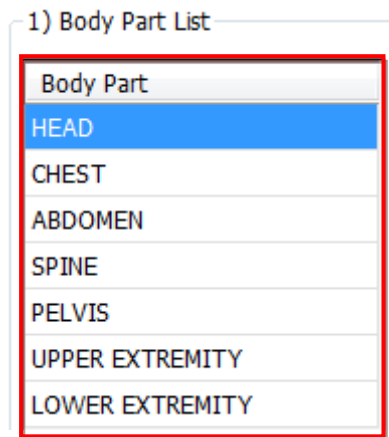 1) Body Part List
Body Part
HEAD
CHEST
ABDOMEN
SPINE
PELVIS
UPPER EXTREMITY
LOWER EXTREMITY